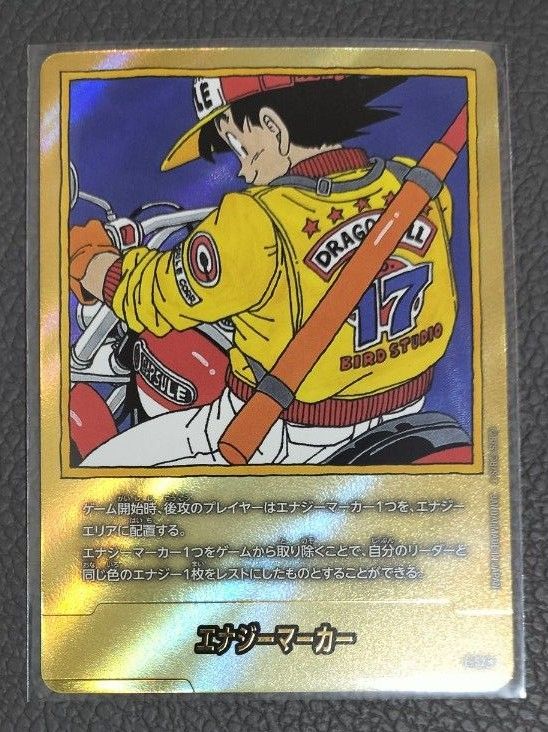 DRAGON
17
BIRD STUDIO
CAPSULE
ゲーム開始時、後攻のプレイヤーはエナジーマーカー1つを、エナジー
エリアに配置する。
エナジーマーカー1つをゲームから取り除くことで、自分のリーダーと
同じ色のエナジー1枚をレストにしたものとすることができる。
エナジーマーカー